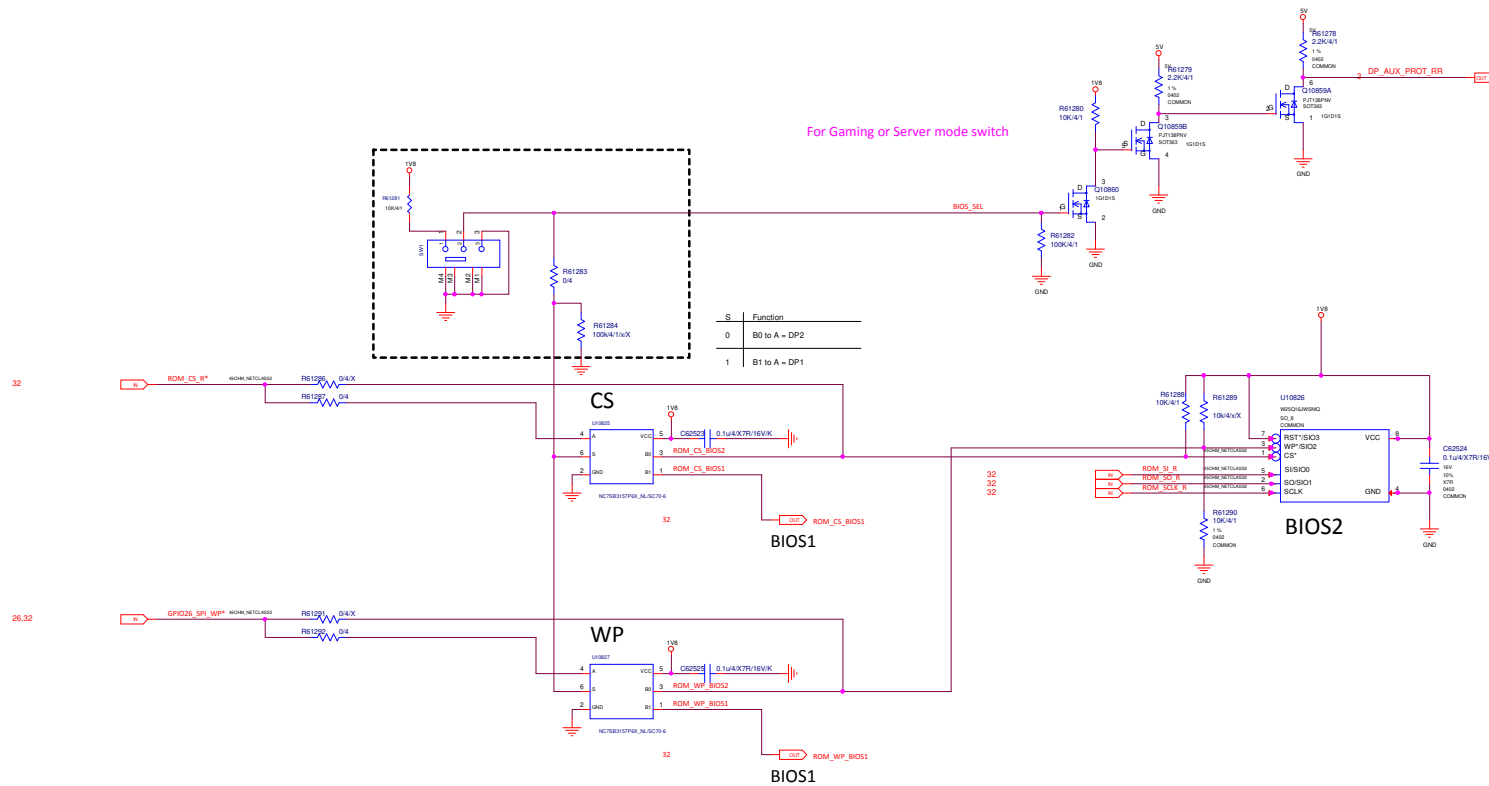 5V
5V
R61278
2.2K/4/1
1 %
0402
COMMON
DP_AUX_PROT_RR
OUT
5V
R61279
2.2K/4/1
1 %
0402
COMMON
6
D
Q10859A
PJT138PNV
SOT363
1G1D1S
G
S
1
1V8
R61280
10K/4/1
For Gaming or Server mode switch
3
D
Q10859B
PJT138PNV
SOT363
1G1D1S
G
4
GND
GND
1V8
R61281
10K/4/1
1 2 3
1 2 3
SW1
M4 M3 M2 M1
BIOS_SEL
3
D
Q10860
1G1D1S
G
S
2
GND
R61282
100K/4/1
GND
R61283
0/4
R61284
100k/4/1/x/X
S Function
0 B0 to A = DP2
1 B1 to A = DP1
1V8
32
IN
ROM_CS_R*
45OHM_NETCLASS2
R61286 0/4/X
R61287 0/4
CS
U10825
1V8
4 A VCC 5
C62523 0.1u/4/X7R/16V/K
6 S B0 3
ROM_CS_BIOS2
2 GND B1 1
ROM_CS_BIOS1
NC7SB3157P6X_NL/SC70-6
32
OUT
ROM_CS_BIOS1
BIOS1
R61288
10K/4/1
R61289
10k/4/x/X
U10826
W25Q16JWSNIQ
SO_8
COMMON
7 RST*/SIO3 VCC 8
3 WP*/SIO2
45OHM_NETCLASS2
1 CS*
32 IN ROM_SI_R 45OHM_NETCLASS2 5 SI/SIO0
32 IN ROM_SO_R 45OHM_NETCLASS2 2 SO/SIO1
32 IN ROM_SCLK_R 45OHM_NETCLASS2 6 SCLK GND 4
C62524
0.1u/4/X7R/16V
16V
10%
X7R
0402
COMMON
BIOS2
GND
R61290
10K/4/1
1 %
0402
COMMON
GND
26,32
IN
GPIO26_SPI_WP*
45OHM_NETCLASS2
R61291 0/4/X
R61292 0/4
WP
U10827
1V8
4 A VCC 5
C62525 0.1u/4/X7R/16V/K
6 S B0 3
ROM_WP_BIOS2
2 GND B1 1
ROM_WP_BIOS1
NC7SB3157P6X_NL/SC70-6
32
OUT
ROM_WP_BIOS1
BIOS1